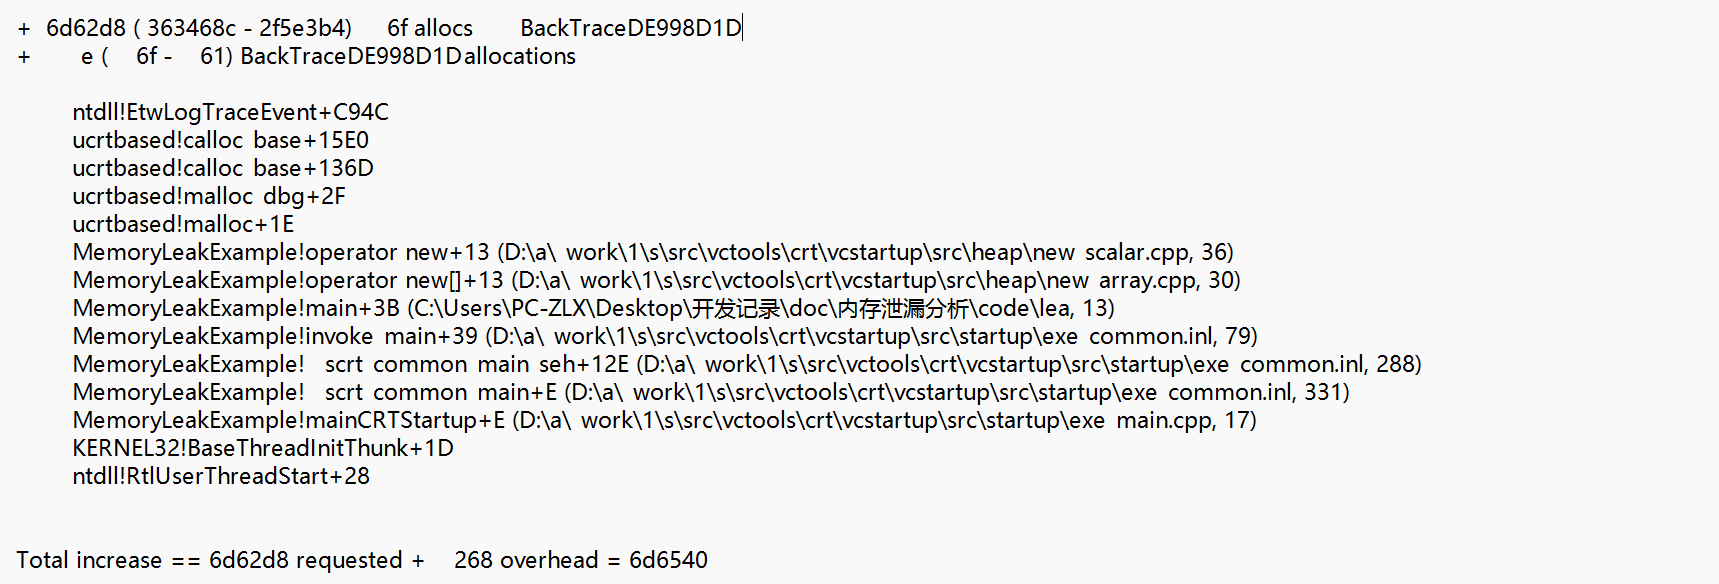 +  6d62d8 ( 363468c - 2f5e3b4)     6f allocs      BackTraceDE998D1D
+       e (    6f -    61) BackTraceDE998D1D allocations
ntdll!EtwLogTraceEvent+C94C
ucrtbased!calloc base+15E0
ucrtbased!calloc base+136D
ucrtbased!malloc dbg+2F
ucrtbased!malloc+1E
MemoryLeakExample!operator new+13 (D:\a\ work\1\s\src\vctools\crt\vcstartup\src\heap\new scalar.cpp, 36)
MemoryLeakExample!operator new[]+13 (D:\a\ work\1\s\src\vctools\crt\vcstartup\src\heap\new array.cpp, 30)
MemoryLeakExample!main+3B (C:\Users\PC-ZLX\Desktop\开发记录\doc\内存泄漏分析\code\lea, 13)
MemoryLeakExample!invoke main+39 (D:\a\ work\1\s\src\vctools\crt\vcstartup\src\startup\exe common.inl, 79)
MemoryLeakExample!  scrt common main seh+12E (D:\a\ work\1\s\src\vctools\crt\vcstartup\src\startup\exe common.inl, 288)
MemoryLeakExample!  scrt common main+E (D:\a\ work\1\s\src\vctools\crt\vcstartup\src\startup\exe common.inl, 331)
MemoryLeakExample!mainCRTStartup+E (D:\a\ work\1\s\src\vctools\crt\vcstartup\src\startup\exe main.cpp, 17)
KERNEL32!BaseThreadInitThunk+1D
ntdll!RtlUserThreadStart+28
Total increase == 6d62d8 requested +    268 overhead = 6d6540